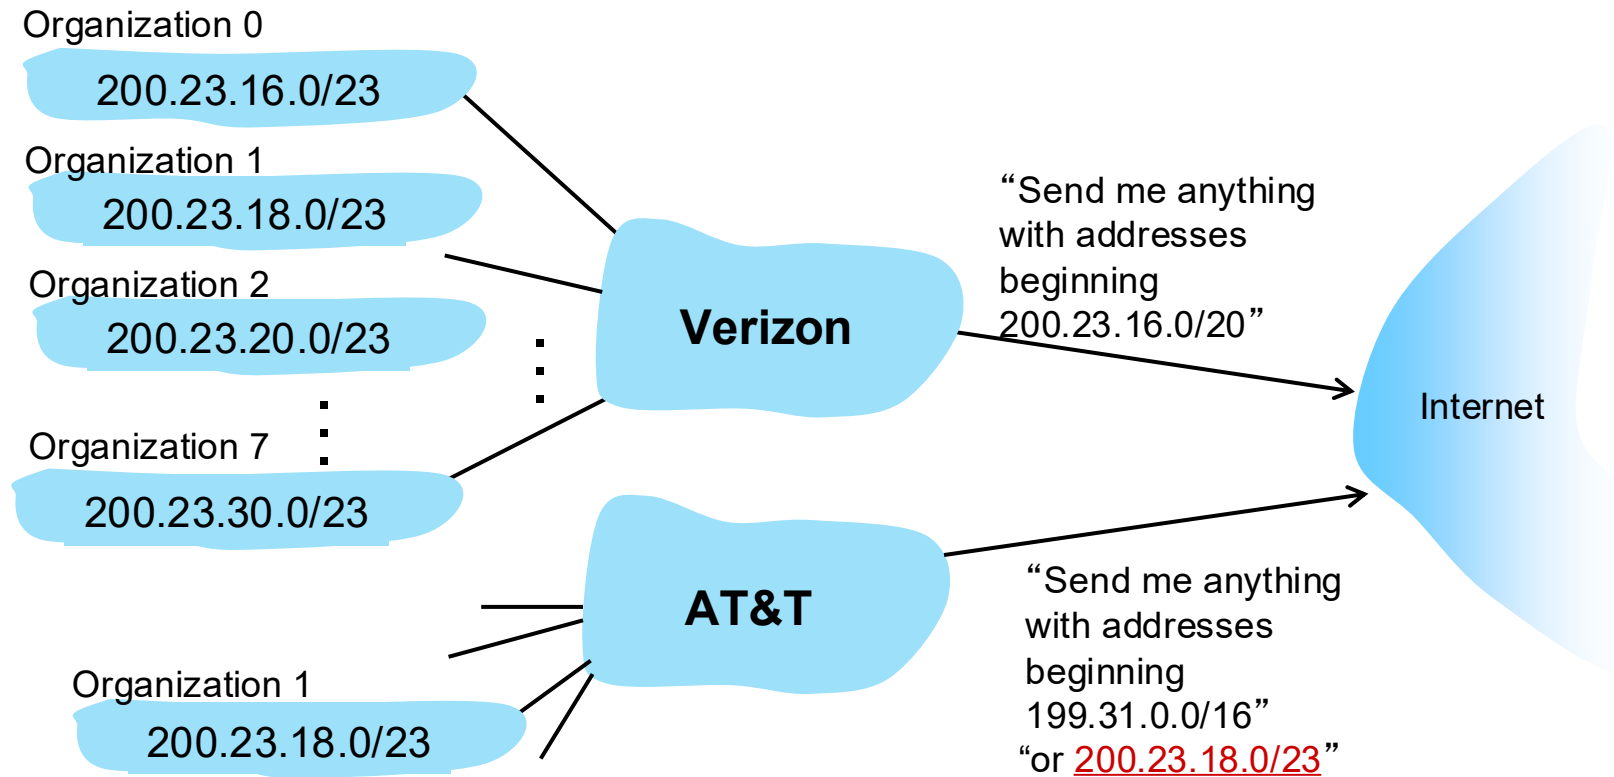 Organization 0
200.23.16.0/23
Organization 1
200.23.18.0/23
Organization 2
200.23.20.0/23
Organization 7
200.23.30.0/23
Verizon
“Send me anything
with addresses
beginning
200.23.16.0/20”
Internet
AT&T
“Send me anything
with addresses
beginning
199.31.0.0/16”
“or 200.23.18.0/23”
Organization 1
200.23.18.0/23